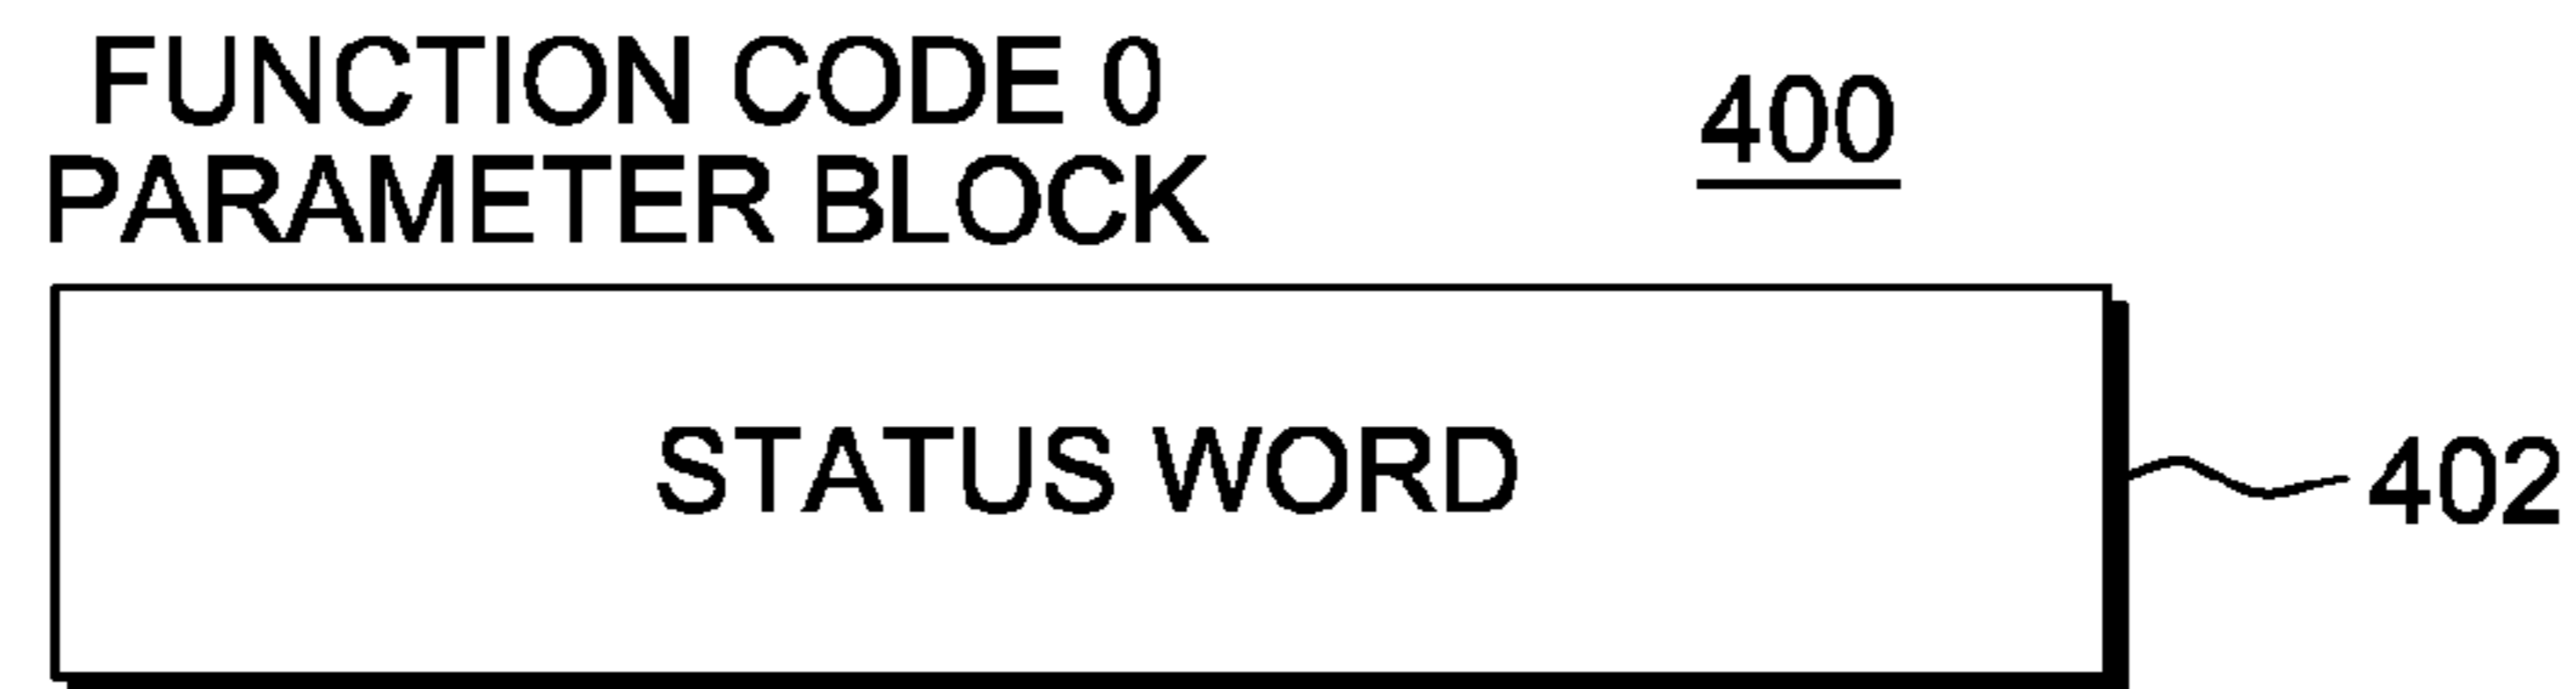 FUNCTION CODE 0
PARAMETER BLOCK
400
STATUS WORD
402